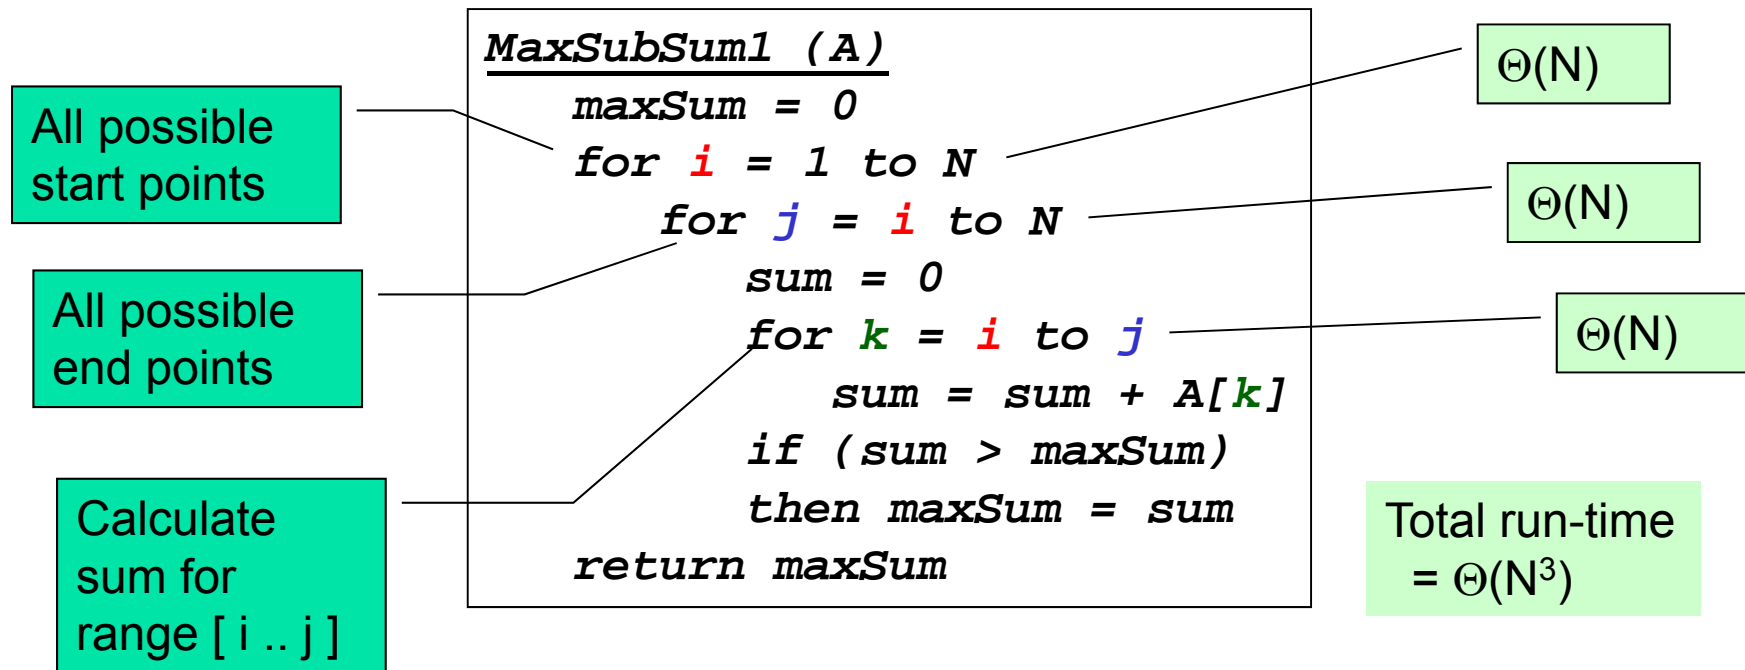 MaxSubSum1 (A)
maxSum = 0
for i = 1 to N
for j = i to N
sum = 0
for k = i to j
sum = sum + A[k]
if (sum > maxSum)
then maxSum = sum
return maxSum
All possible
start points
All possible
end points
Calculate
sum for
range [ i .. j ]
Θ(N)
Θ(N)
Θ(N)
Total run-time
= Θ(N³)